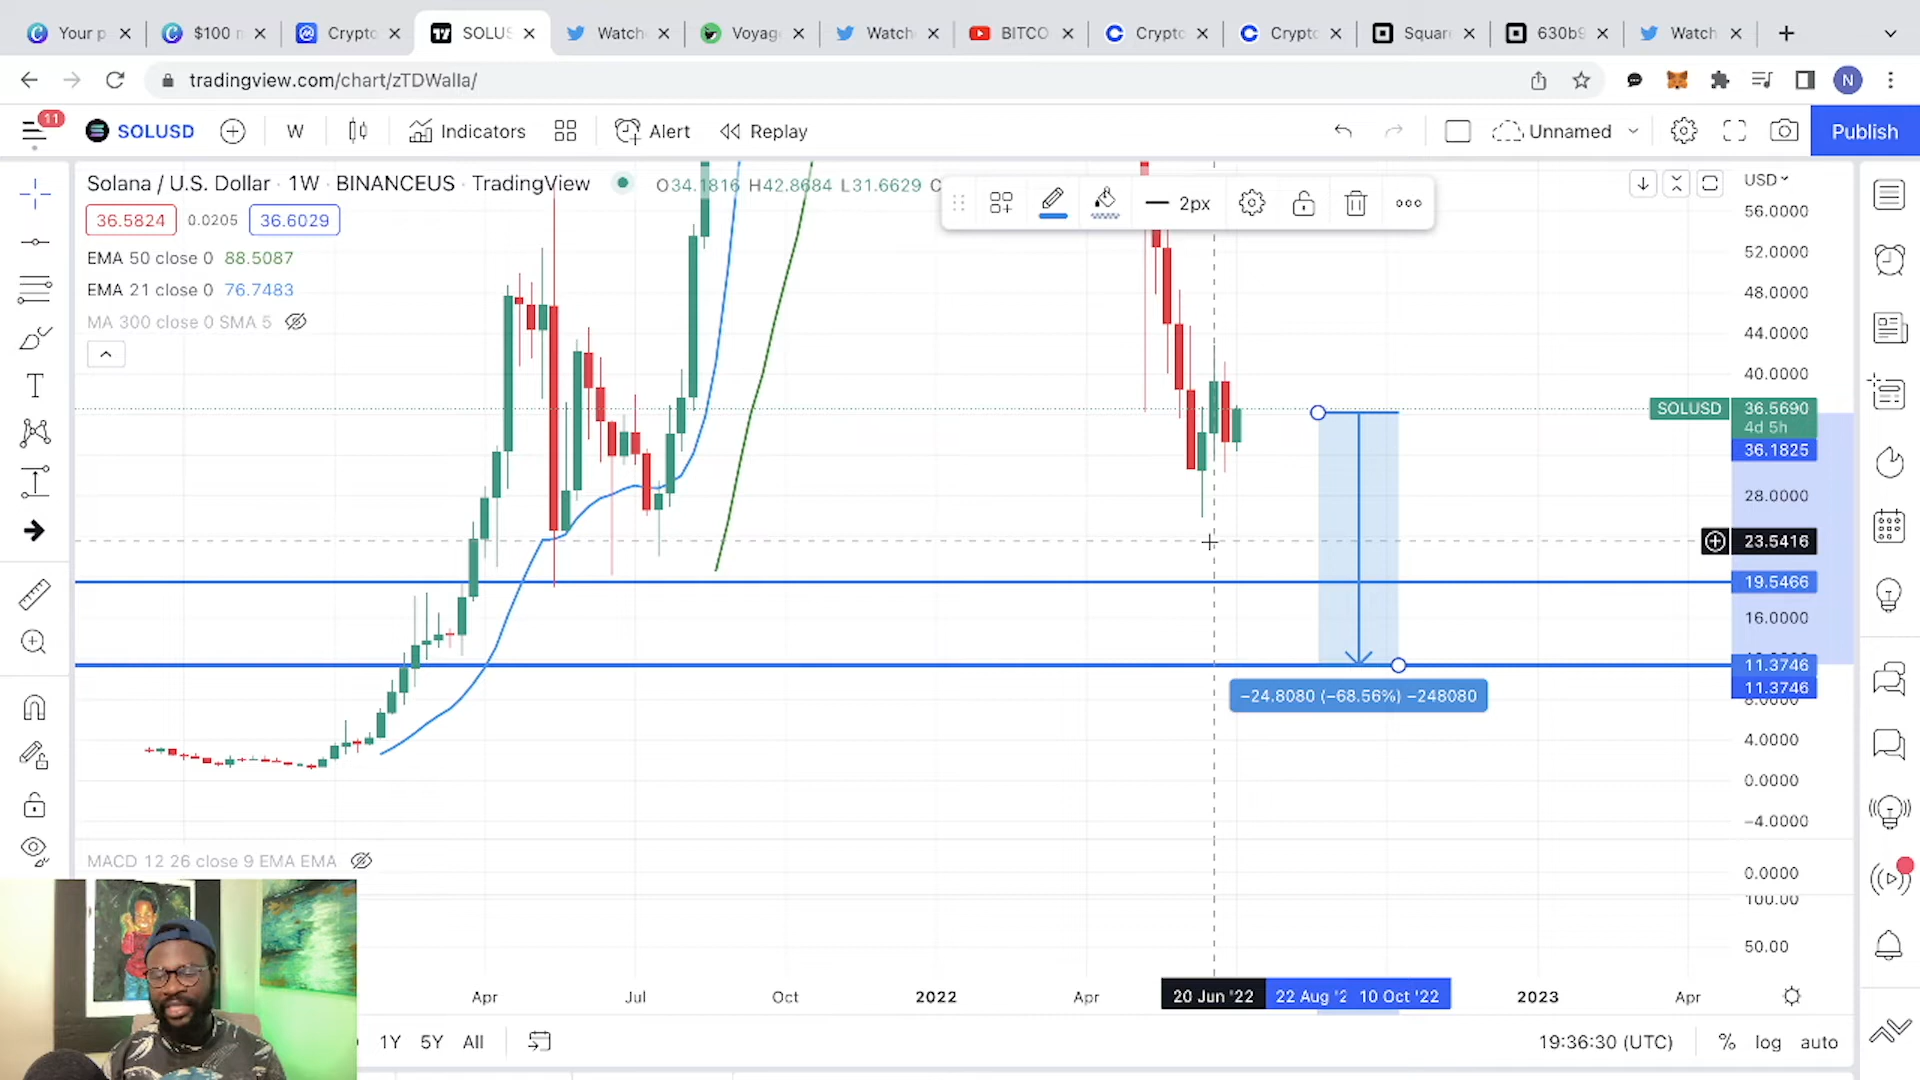 Your p
$100 m
Crypto
SOLUS
Watch
Voyag
Watch
BITCO
Crypto
Crypto
Squar
630b9
Watch
tradingview.com/chart/zTDWalla/
N
11
SOLUSD
W
Indicators
Alert
Replay
Unnamed
Publish
Solana / U.S. Dollar · 1W · BINANCEUS · TradingView
O34.1816 H42.8684 L31.6629 C
2px
USD
36.5824
0.0205
36.6029
EMA 50 close 0 88.5087
EMA 21 close 0 76.7483
MA 300 close 0 SMA 5
56.0000
52.0000
48.0000
44.0000
40.0000
SOLUSD
36.5690
4d 5h
36.1825
28.0000
23.5416
19.5466
16.0000
11.3746
11.3746
8.0000
4.0000
0.0000
−4.0000
−24.8080 (−68.56%) −248080
MACD 12 26 close 9 EMA EMA
0.0000
100.00
50.00
Apr
Jul
Oct
2022
Apr
20 Jun '22
22 Aug '2
10 Oct '22
2023
Apr
1Y
5Y
All
19:36:30 (UTC)
%
log
auto